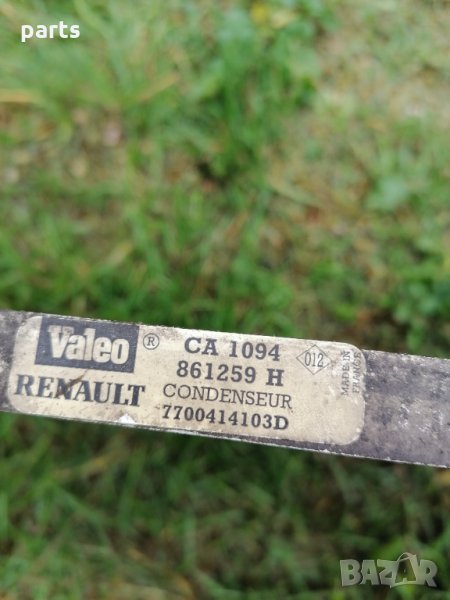 parts
Valeo ® CA 1094 012
861259 H MADE IN FRANCE
RENAULT CONDENSEUR
7700414103D
BAZAR